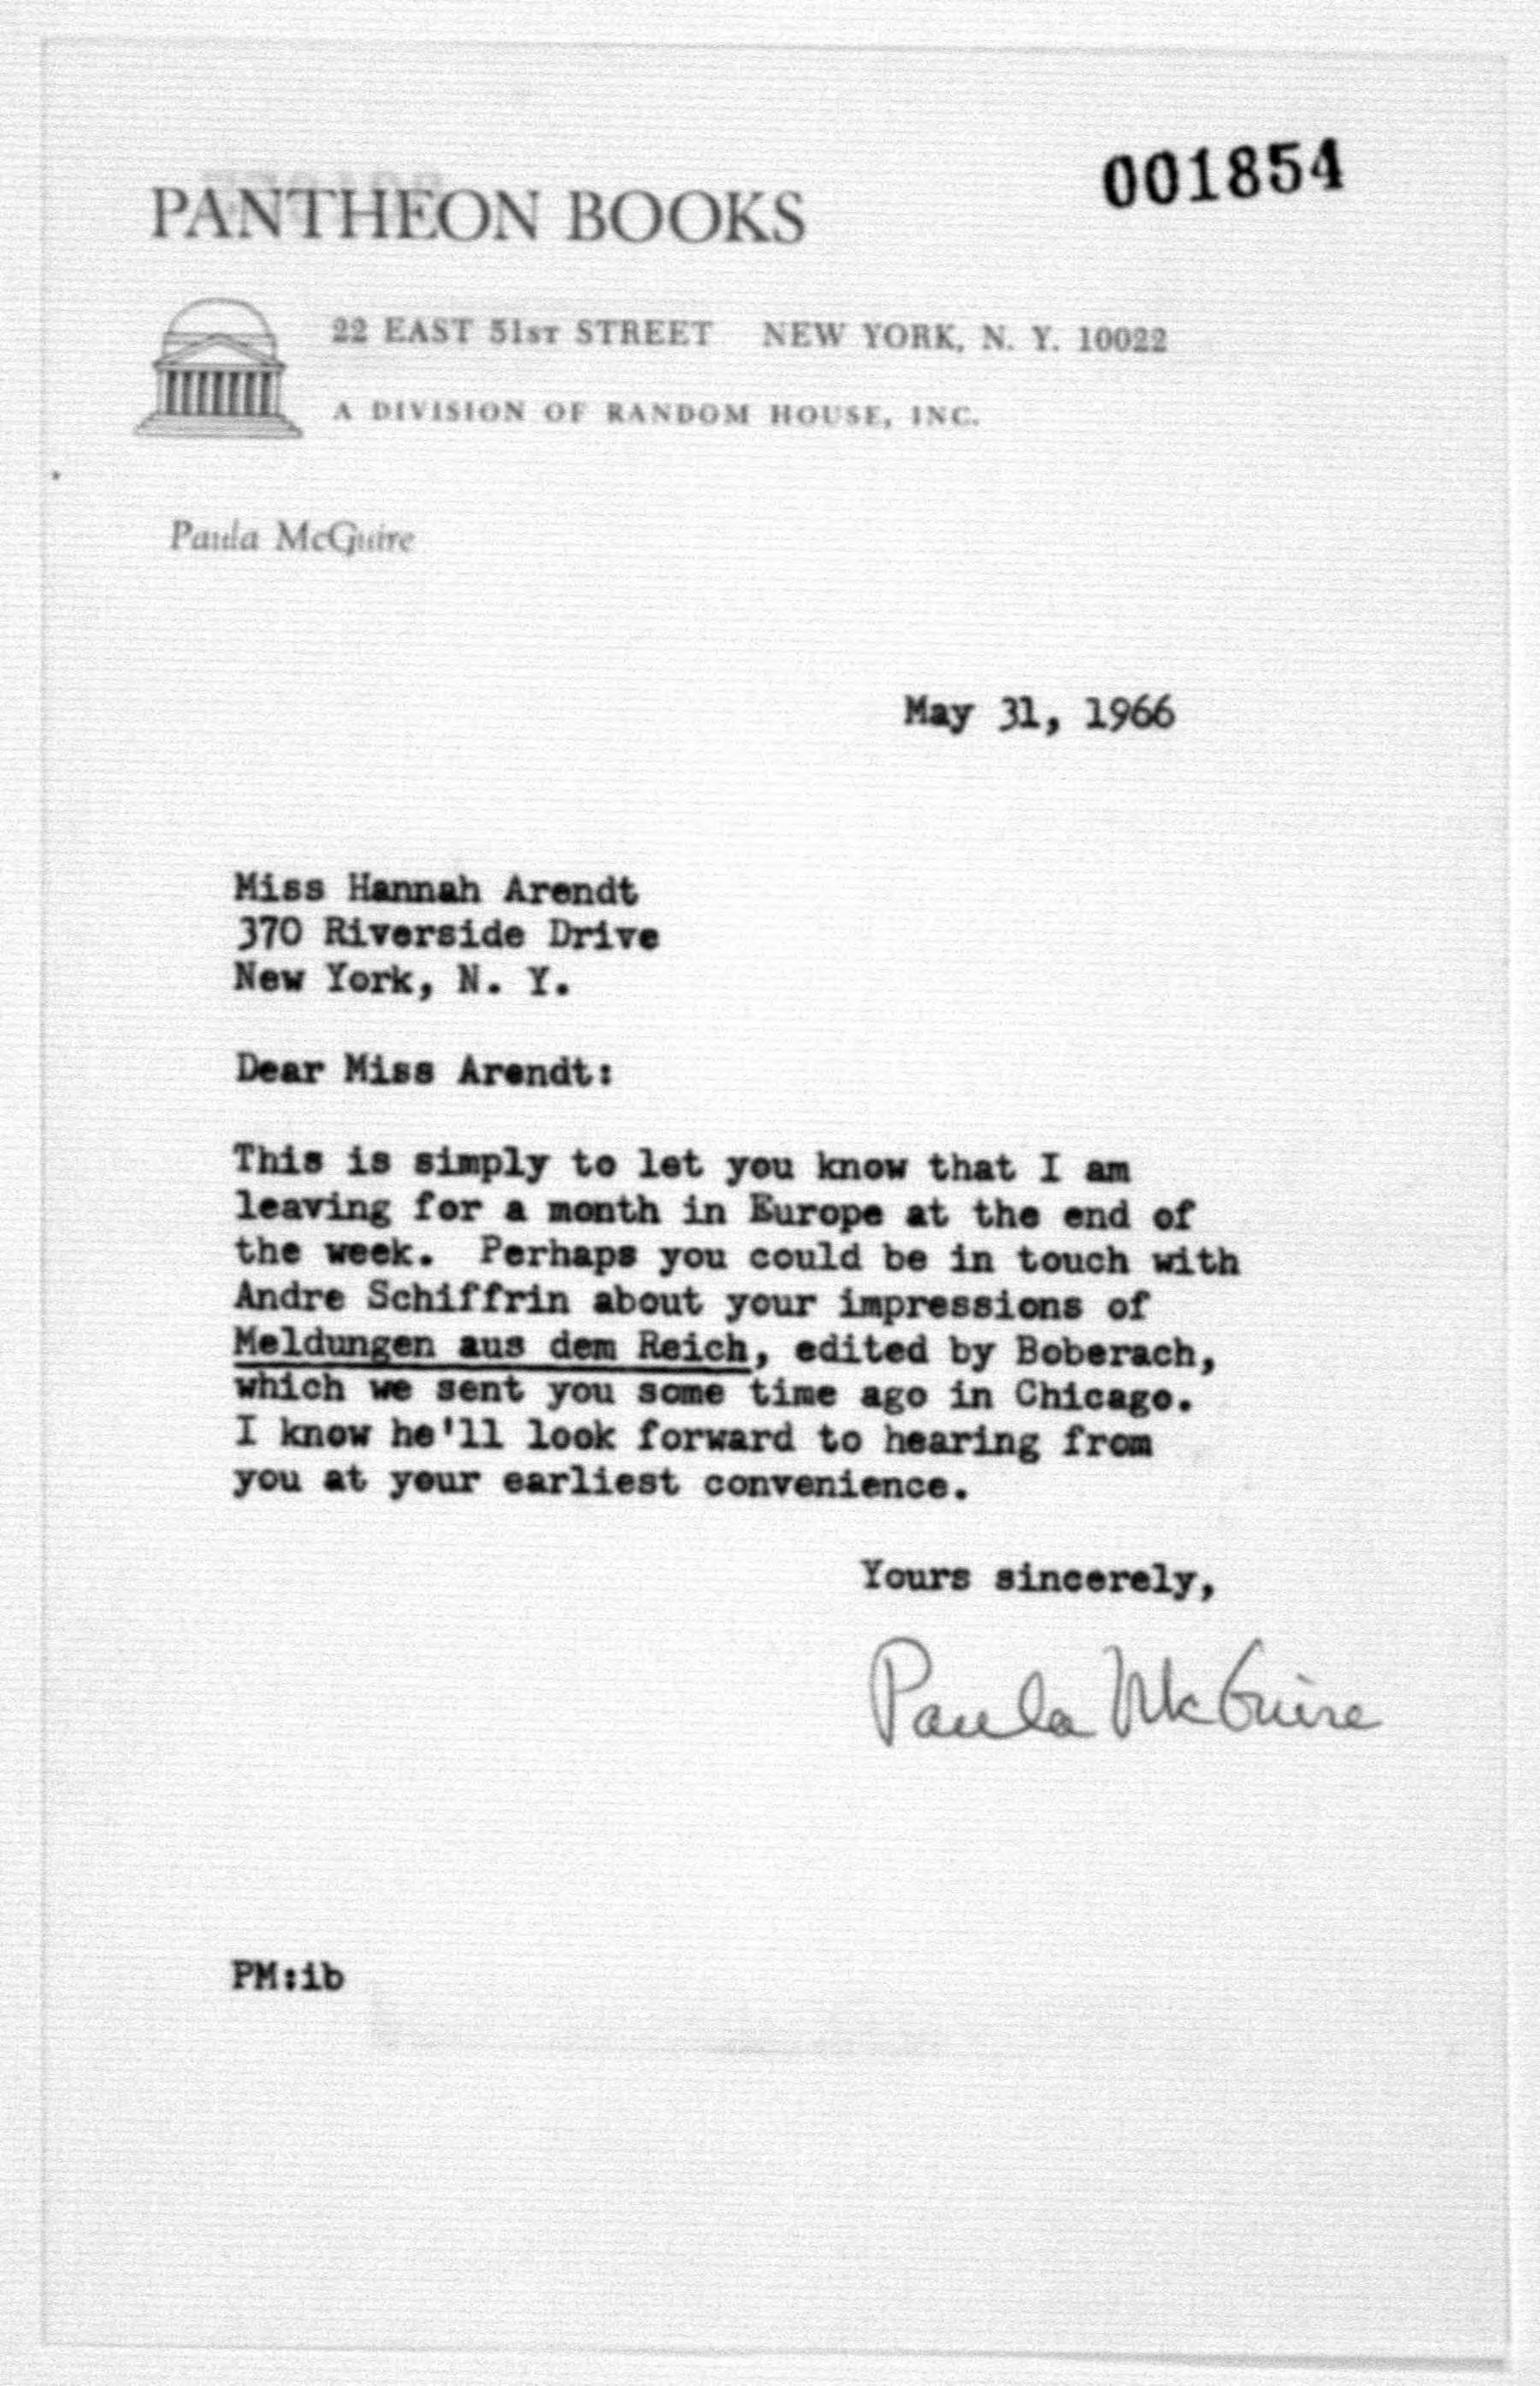 001854
PANTHEON BOOKS
22 EAST 51ST STREET NEW YORK, N. Y. 10022
A DIVISION OF RANDOM HOUSE, INC.
Paula McGuire
May 31, 1966
Miss Hannah Arendt
370 Riverside Drive
New York, N. Y.
Dear Miss Arendt:
This is simply to let you know that I am
leaving for a month in Europe at the end of
the week. Perhaps you could be in touch with
Andre Schiffrin about your impressions of
Meldungen aus dem Reich, edited by Boberach,
which we sent you some time ago in Chicago.
I know he'll look forward to hearing from
you at your earliest convenience.
Yours sincerely,
Paula McGuire
PM:ib